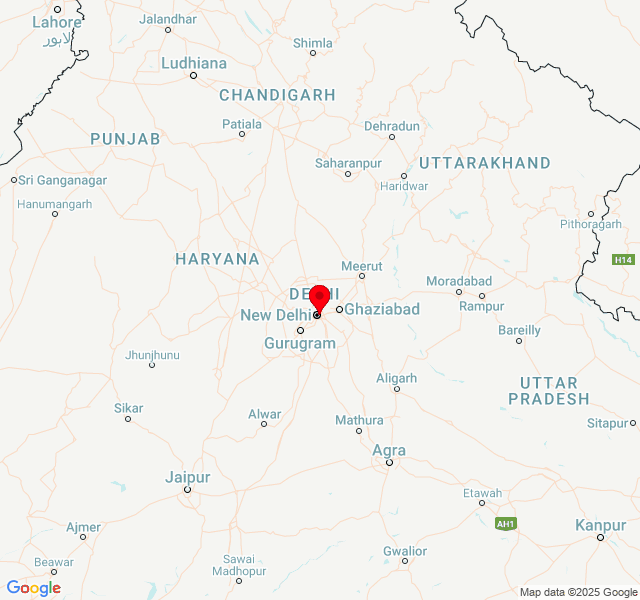 Lahore
لاہور
Jalandhar
Shimla
Ludhiana
CHANDIGARH
Patiala
Dehradun
PUNJAB
Saharanpur
UTTARAKHAND
Sri Ganganagar
Haridwar
Hanumangarh
Pithoragarh
HARYANA
H14
Meerut
Moradabad
DELHI
Rampur
New Delhi
Ghaziabad
Bareilly
Gurugram
Jhunjhunu
Aligarh
UTTAR
PRADESH
Sikar
Alwar
Mathura
Sitapur
Agra
Jaipur
Etawah
AH1
Kanpur
Ajmer
Gwalior
Sawai
Madhopur
Beawar
Google
Map data ©2025 Google